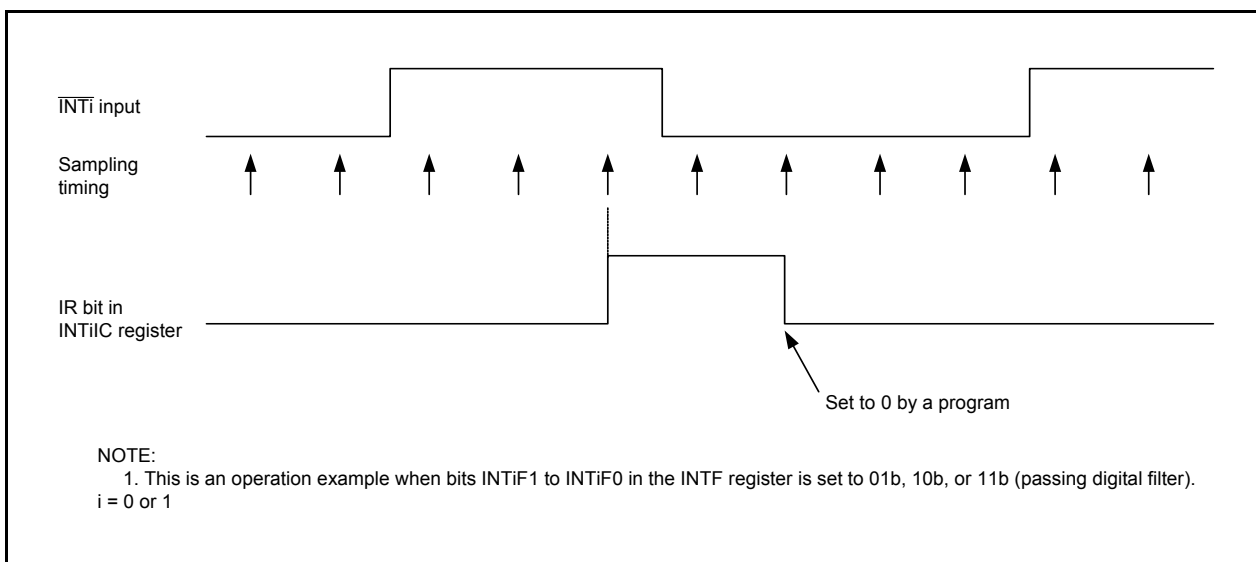 INTi input
Sampling
timing
IR bit in
INTiIC register
Set to 0 by a program
NOTE:
1. This is an operation example when bits INTiF1 to INTiF0 in the INTF register is set to 01b, 10b, or 11b (passing digital filter).
i = 0 or 1